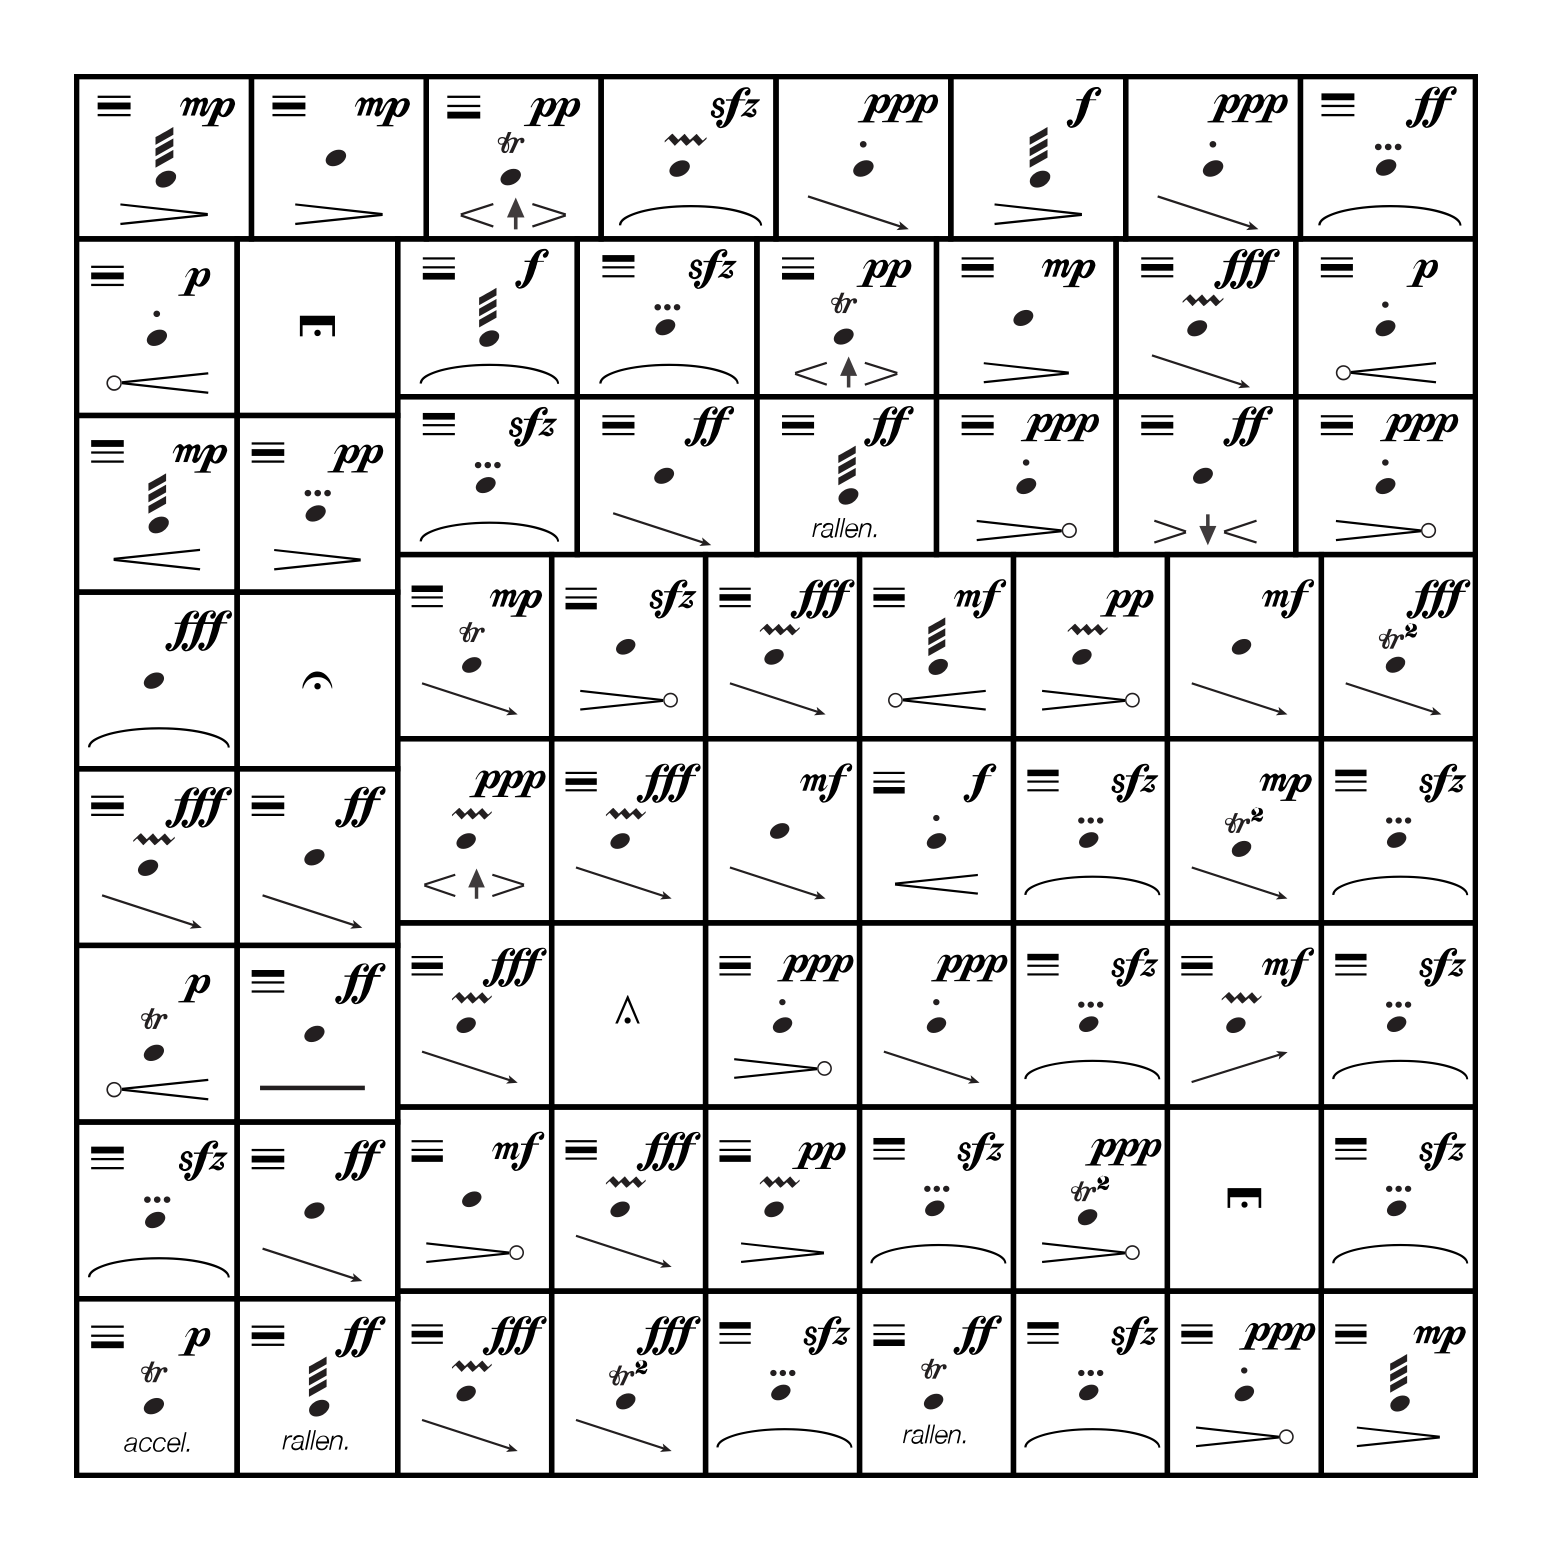 mp mp pp sfz ppp f ppp ff
tr
p f sfz pp mp fff p
tr
mp pp sfz ff ff ppp ff ppp
rallen.
fff mp sfz fff mf pp mf fff
tr tr2
fff ff ppp fff mf f sfz mp sfz
tr2
p ff fff ppp ppp sfz mf sfz
tr
sfz ff mf fff pp sfz ppp sfz
tr2
p ff fff fff sfz ff sfz ppp mp
tr tr2 tr
accel. rallen. rallen.